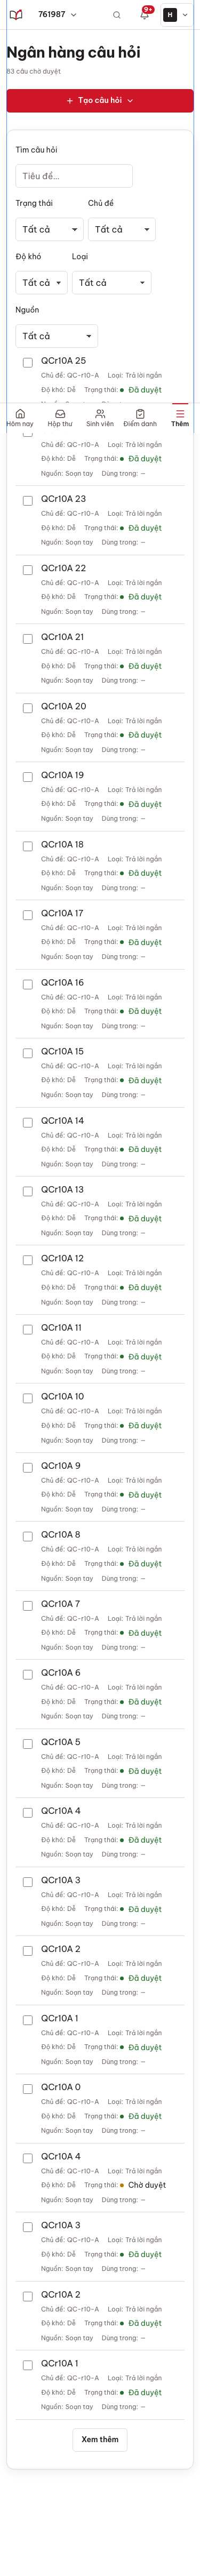 761987
9+
H
Ngân hàng câu hỏi
83 câu chờ duyệt
+ Tạo câu hỏi
Tìm câu hỏi
Tiêu đề...
Trạng thái Chủ đề
Tất cả Tất cả
Độ khó Loại
Tất cả Tất cả
Nguồn
Tất cả
QCr10A 25
Chủ đề: QC-r10-A Loại: Trả lời ngắn
Độ khó: Dễ Trạng thái: Đã duyệt
Hôm nay Hộp thư Sinh viên Điểm danh Thêm
Chủ đề: QC-r10-A Loại: Trả lời ngắn
Độ khó: Dễ Trạng thái: Đã duyệt
Nguồn: Soạn tay Dùng trong: —
QCr10A 23
Chủ đề: QC-r10-A Loại: Trả lời ngắn
Độ khó: Dễ Trạng thái: Đã duyệt
Nguồn: Soạn tay Dùng trong: —
QCr10A 22
Chủ đề: QC-r10-A Loại: Trả lời ngắn
Độ khó: Dễ Trạng thái: Đã duyệt
Nguồn: Soạn tay Dùng trong: —
QCr10A 21
Chủ đề: QC-r10-A Loại: Trả lời ngắn
Độ khó: Dễ Trạng thái: Đã duyệt
Nguồn: Soạn tay Dùng trong: —
QCr10A 20
Chủ đề: QC-r10-A Loại: Trả lời ngắn
Độ khó: Dễ Trạng thái: Đã duyệt
Nguồn: Soạn tay Dùng trong: —
QCr10A 19
Chủ đề: QC-r10-A Loại: Trả lời ngắn
Độ khó: Dễ Trạng thái: Đã duyệt
Nguồn: Soạn tay Dùng trong: —
QCr10A 18
Chủ đề: QC-r10-A Loại: Trả lời ngắn
Độ khó: Dễ Trạng thái: Đã duyệt
Nguồn: Soạn tay Dùng trong: —
QCr10A 17
Chủ đề: QC-r10-A Loại: Trả lời ngắn
Độ khó: Dễ Trạng thái: Đã duyệt
Nguồn: Soạn tay Dùng trong: —
QCr10A 16
Chủ đề: QC-r10-A Loại: Trả lời ngắn
Độ khó: Dễ Trạng thái: Đã duyệt
Nguồn: Soạn tay Dùng trong: —
QCr10A 15
Chủ đề: QC-r10-A Loại: Trả lời ngắn
Độ khó: Dễ Trạng thái: Đã duyệt
Nguồn: Soạn tay Dùng trong: —
QCr10A 14
Chủ đề: QC-r10-A Loại: Trả lời ngắn
Độ khó: Dễ Trạng thái: Đã duyệt
Nguồn: Soạn tay Dùng trong: —
QCr10A 13
Chủ đề: QC-r10-A Loại: Trả lời ngắn
Độ khó: Dễ Trạng thái: Đã duyệt
Nguồn: Soạn tay Dùng trong: —
QCr10A 12
Chủ đề: QC-r10-A Loại: Trả lời ngắn
Độ khó: Dễ Trạng thái: Đã duyệt
Nguồn: Soạn tay Dùng trong: —
QCr10A 11
Chủ đề: QC-r10-A Loại: Trả lời ngắn
Độ khó: Dễ Trạng thái: Đã duyệt
Nguồn: Soạn tay Dùng trong: —
QCr10A 10
Chủ đề: QC-r10-A Loại: Trả lời ngắn
Độ khó: Dễ Trạng thái: Đã duyệt
Nguồn: Soạn tay Dùng trong: —
QCr10A 9
Chủ đề: QC-r10-A Loại: Trả lời ngắn
Độ khó: Dễ Trạng thái: Đã duyệt
Nguồn: Soạn tay Dùng trong: —
QCr10A 8
Chủ đề: QC-r10-A Loại: Trả lời ngắn
Độ khó: Dễ Trạng thái: Đã duyệt
Nguồn: Soạn tay Dùng trong: —
QCr10A 7
Chủ đề: QC-r10-A Loại: Trả lời ngắn
Độ khó: Dễ Trạng thái: Đã duyệt
Nguồn: Soạn tay Dùng trong: —
QCr10A 6
Chủ đề: QC-r10-A Loại: Trả lời ngắn
Độ khó: Dễ Trạng thái: Đã duyệt
Nguồn: Soạn tay Dùng trong: —
QCr10A 5
Chủ đề: QC-r10-A Loại: Trả lời ngắn
Độ khó: Dễ Trạng thái: Đã duyệt
Nguồn: Soạn tay Dùng trong: —
QCr10A 4
Chủ đề: QC-r10-A Loại: Trả lời ngắn
Độ khó: Dễ Trạng thái: Đã duyệt
Nguồn: Soạn tay Dùng trong: —
QCr10A 3
Chủ đề: QC-r10-A Loại: Trả lời ngắn
Độ khó: Dễ Trạng thái: Đã duyệt
Nguồn: Soạn tay Dùng trong: —
QCr10A 2
Chủ đề: QC-r10-A Loại: Trả lời ngắn
Độ khó: Dễ Trạng thái: Đã duyệt
Nguồn: Soạn tay Dùng trong: —
QCr10A 1
Chủ đề: QC-r10-A Loại: Trả lời ngắn
Độ khó: Dễ Trạng thái: Đã duyệt
Nguồn: Soạn tay Dùng trong: —
QCr10A 0
Chủ đề: QC-r10-A Loại: Trả lời ngắn
Độ khó: Dễ Trạng thái: Đã duyệt
Nguồn: Soạn tay Dùng trong: —
QCr10A 4
Chủ đề: QC-r10-A Loại: Trả lời ngắn
Độ khó: Dễ Trạng thái: Chờ duyệt
Nguồn: Soạn tay Dùng trong: —
QCr10A 3
Chủ đề: QC-r10-A Loại: Trả lời ngắn
Độ khó: Dễ Trạng thái: Đã duyệt
Nguồn: Soạn tay Dùng trong: —
QCr10A 2
Chủ đề: QC-r10-A Loại: Trả lời ngắn
Độ khó: Dễ Trạng thái: Đã duyệt
Nguồn: Soạn tay Dùng trong: —
QCr10A 1
Chủ đề: QC-r10-A Loại: Trả lời ngắn
Độ khó: Dễ Trạng thái: Đã duyệt
Nguồn: Soạn tay Dùng trong: —
Xem thêm